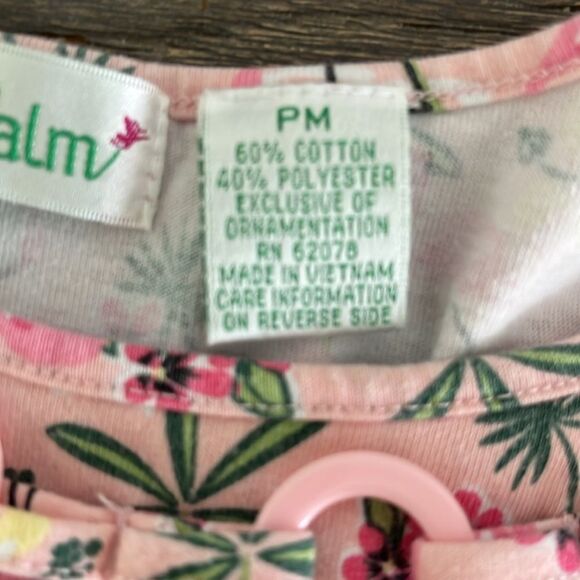 alm
PM
60% COTTON
40% POLYESTER
EXCLUSIVE OF
ORNAMENTATION
RN 62078
MADE IN VIETNAM
CARE INFORMATION
ON REVERSE SIDE